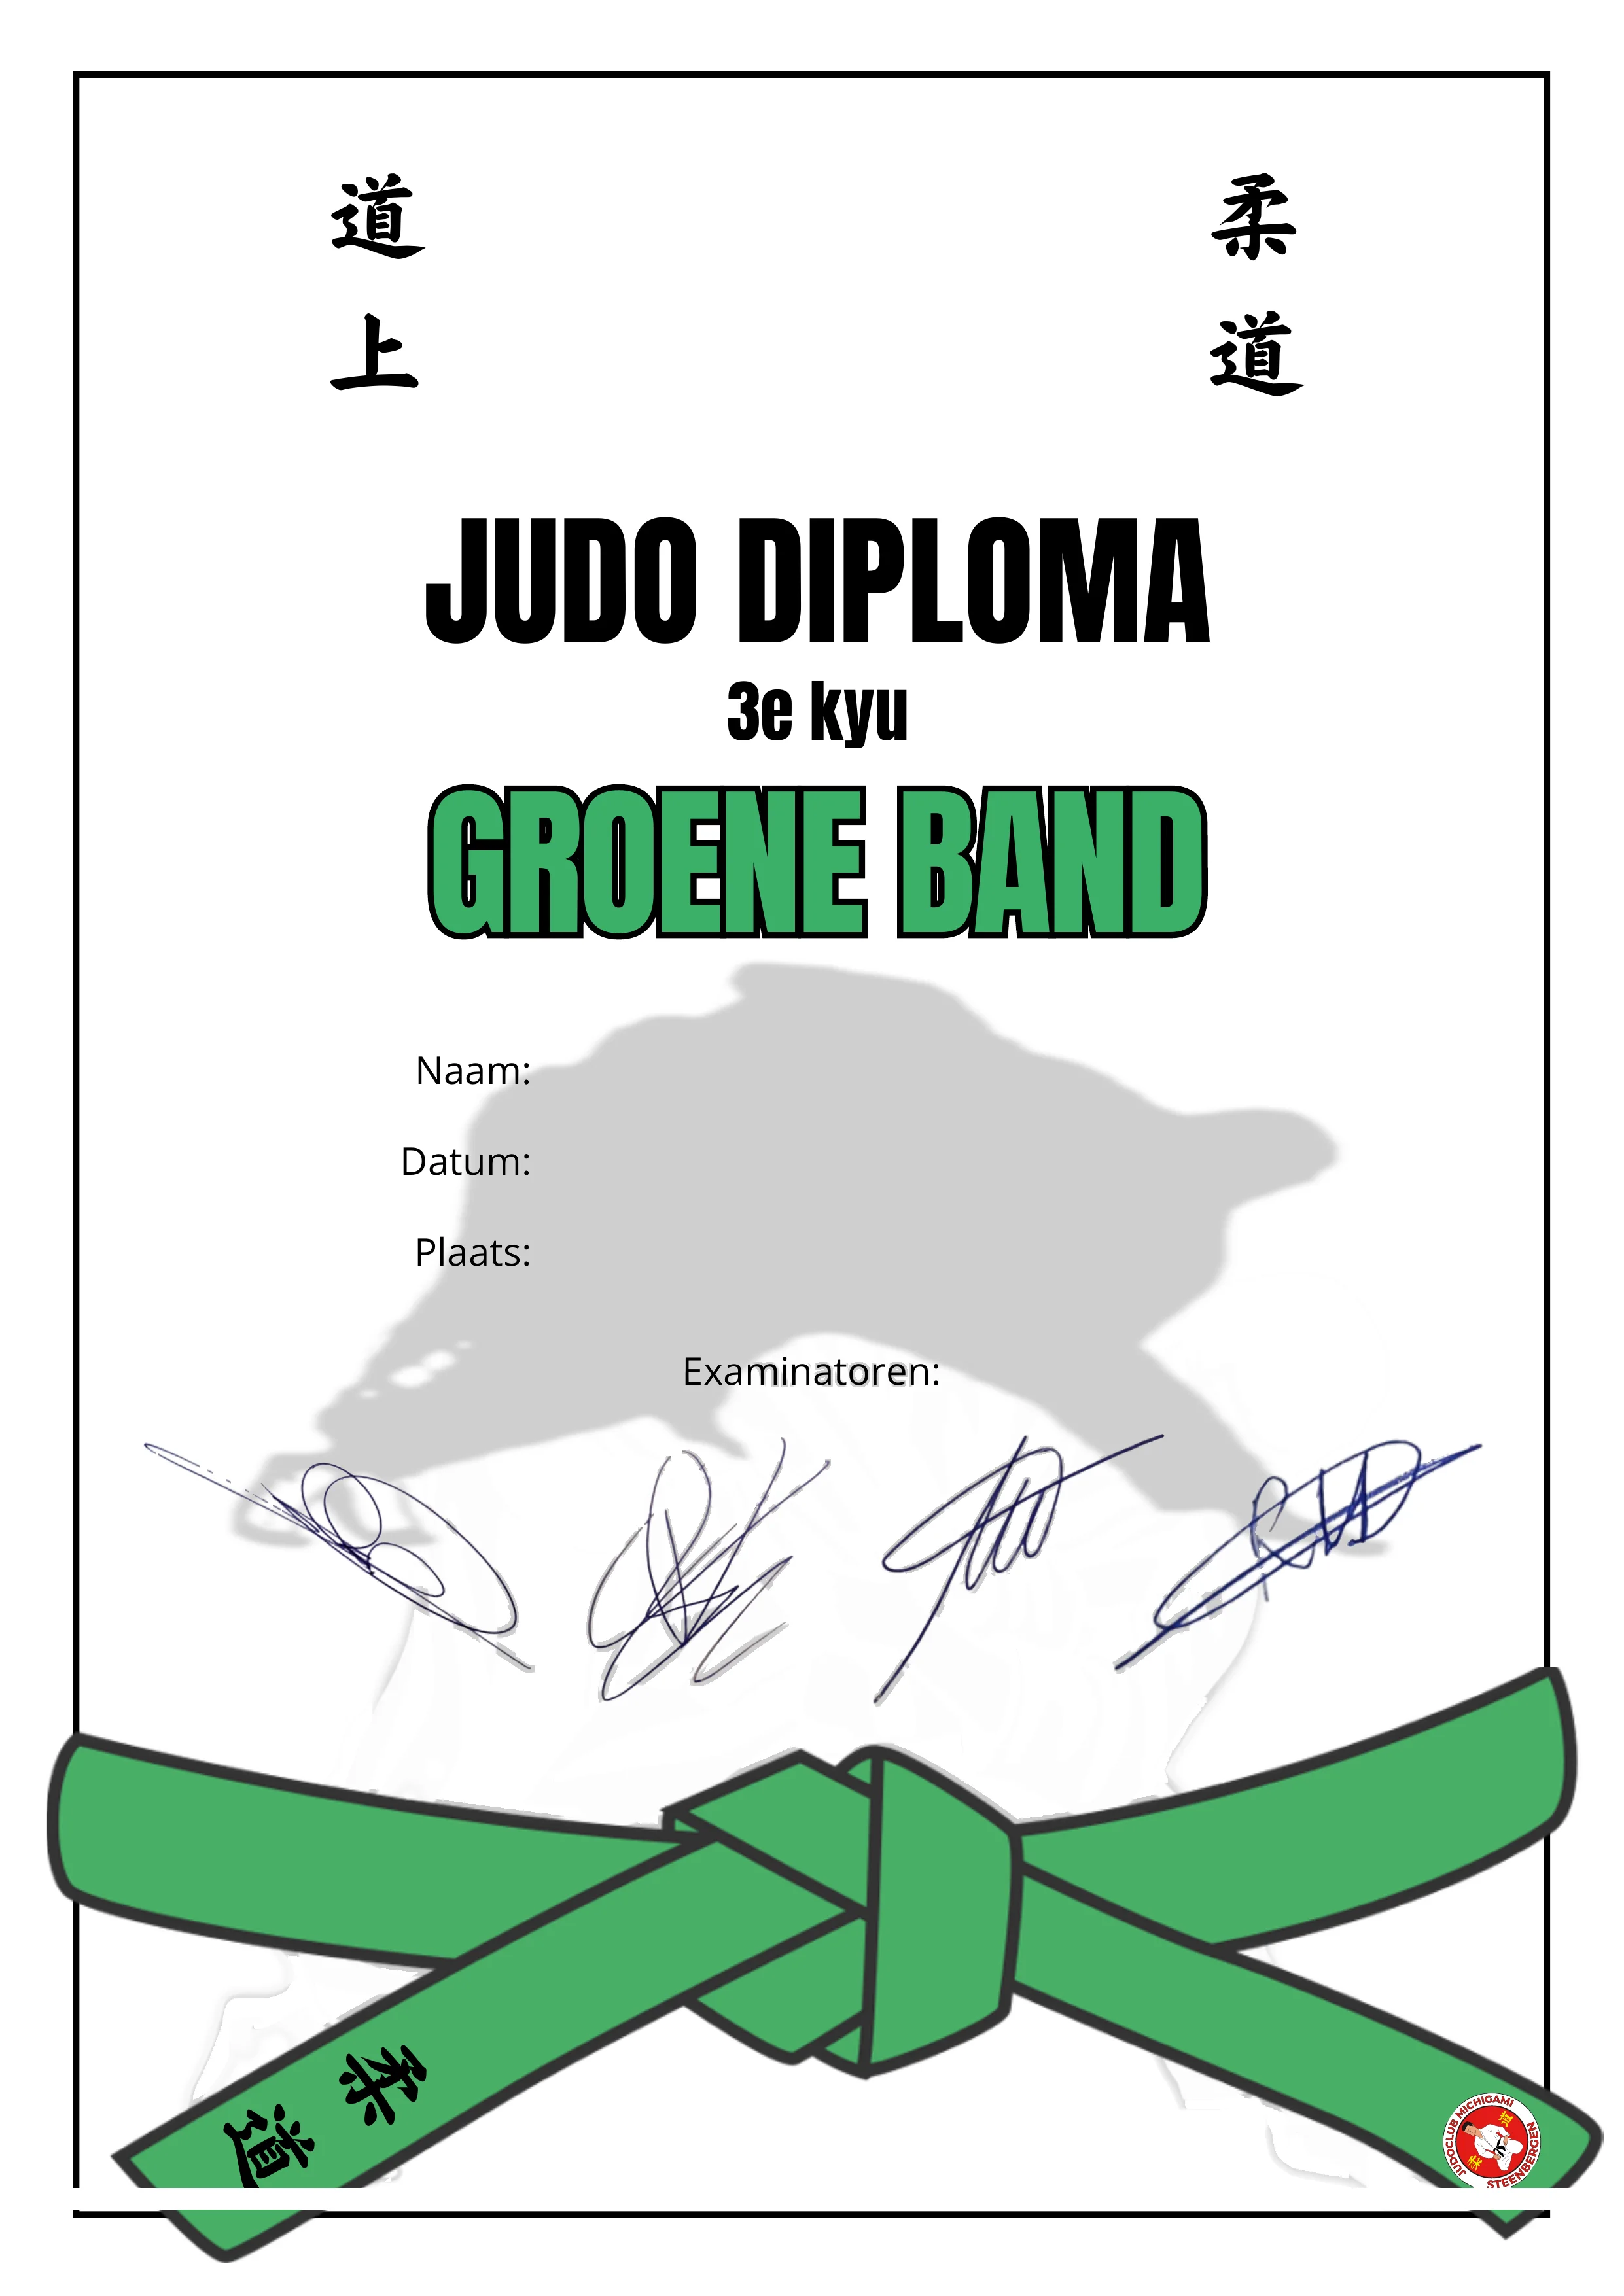 道上
柔道
JUDO DIPLOMA
3e kyu
GROENE BAND
Naam:
Datum:
Plaats:
Examinatoren:
柔道
JUDOCLUB MICHIGAMI
STEENBERGEN